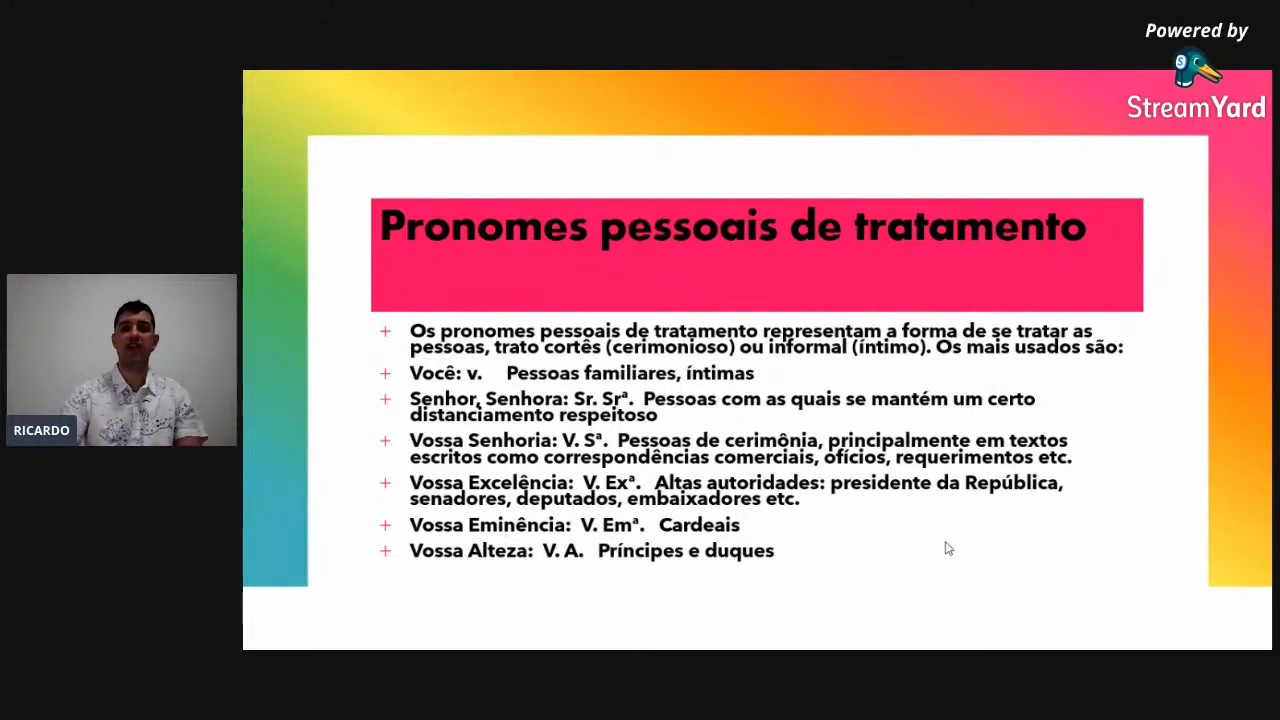 Powered by
StreamYard
Pronomes pessoais de tratamento
+ Os pronomes pessoais de tratamento representam a forma de se tratar as
pessoas, trato cortês (cerimonioso) ou informal (íntimo). Os mais usados são:
+ Você: v. Pessoas familiares, íntimas
+ Senhor, Senhora: Sr. Srª. Pessoas com as quais se mantém um certo
distanciamento respeitoso
+ Vossa Senhoria: V. Sª. Pessoas de cerimônia, principalmente em textos
escritos como correspondências comerciais, ofícios, requerimentos etc.
+ Vossa Excelência: V. Exª. Altas autoridades: presidente da República,
senadores, deputados, embaixadores etc.
+ Vossa Eminência: V. Emª. Cardeais
+ Vossa Alteza: V. A. Príncipes e duques
RICARDO